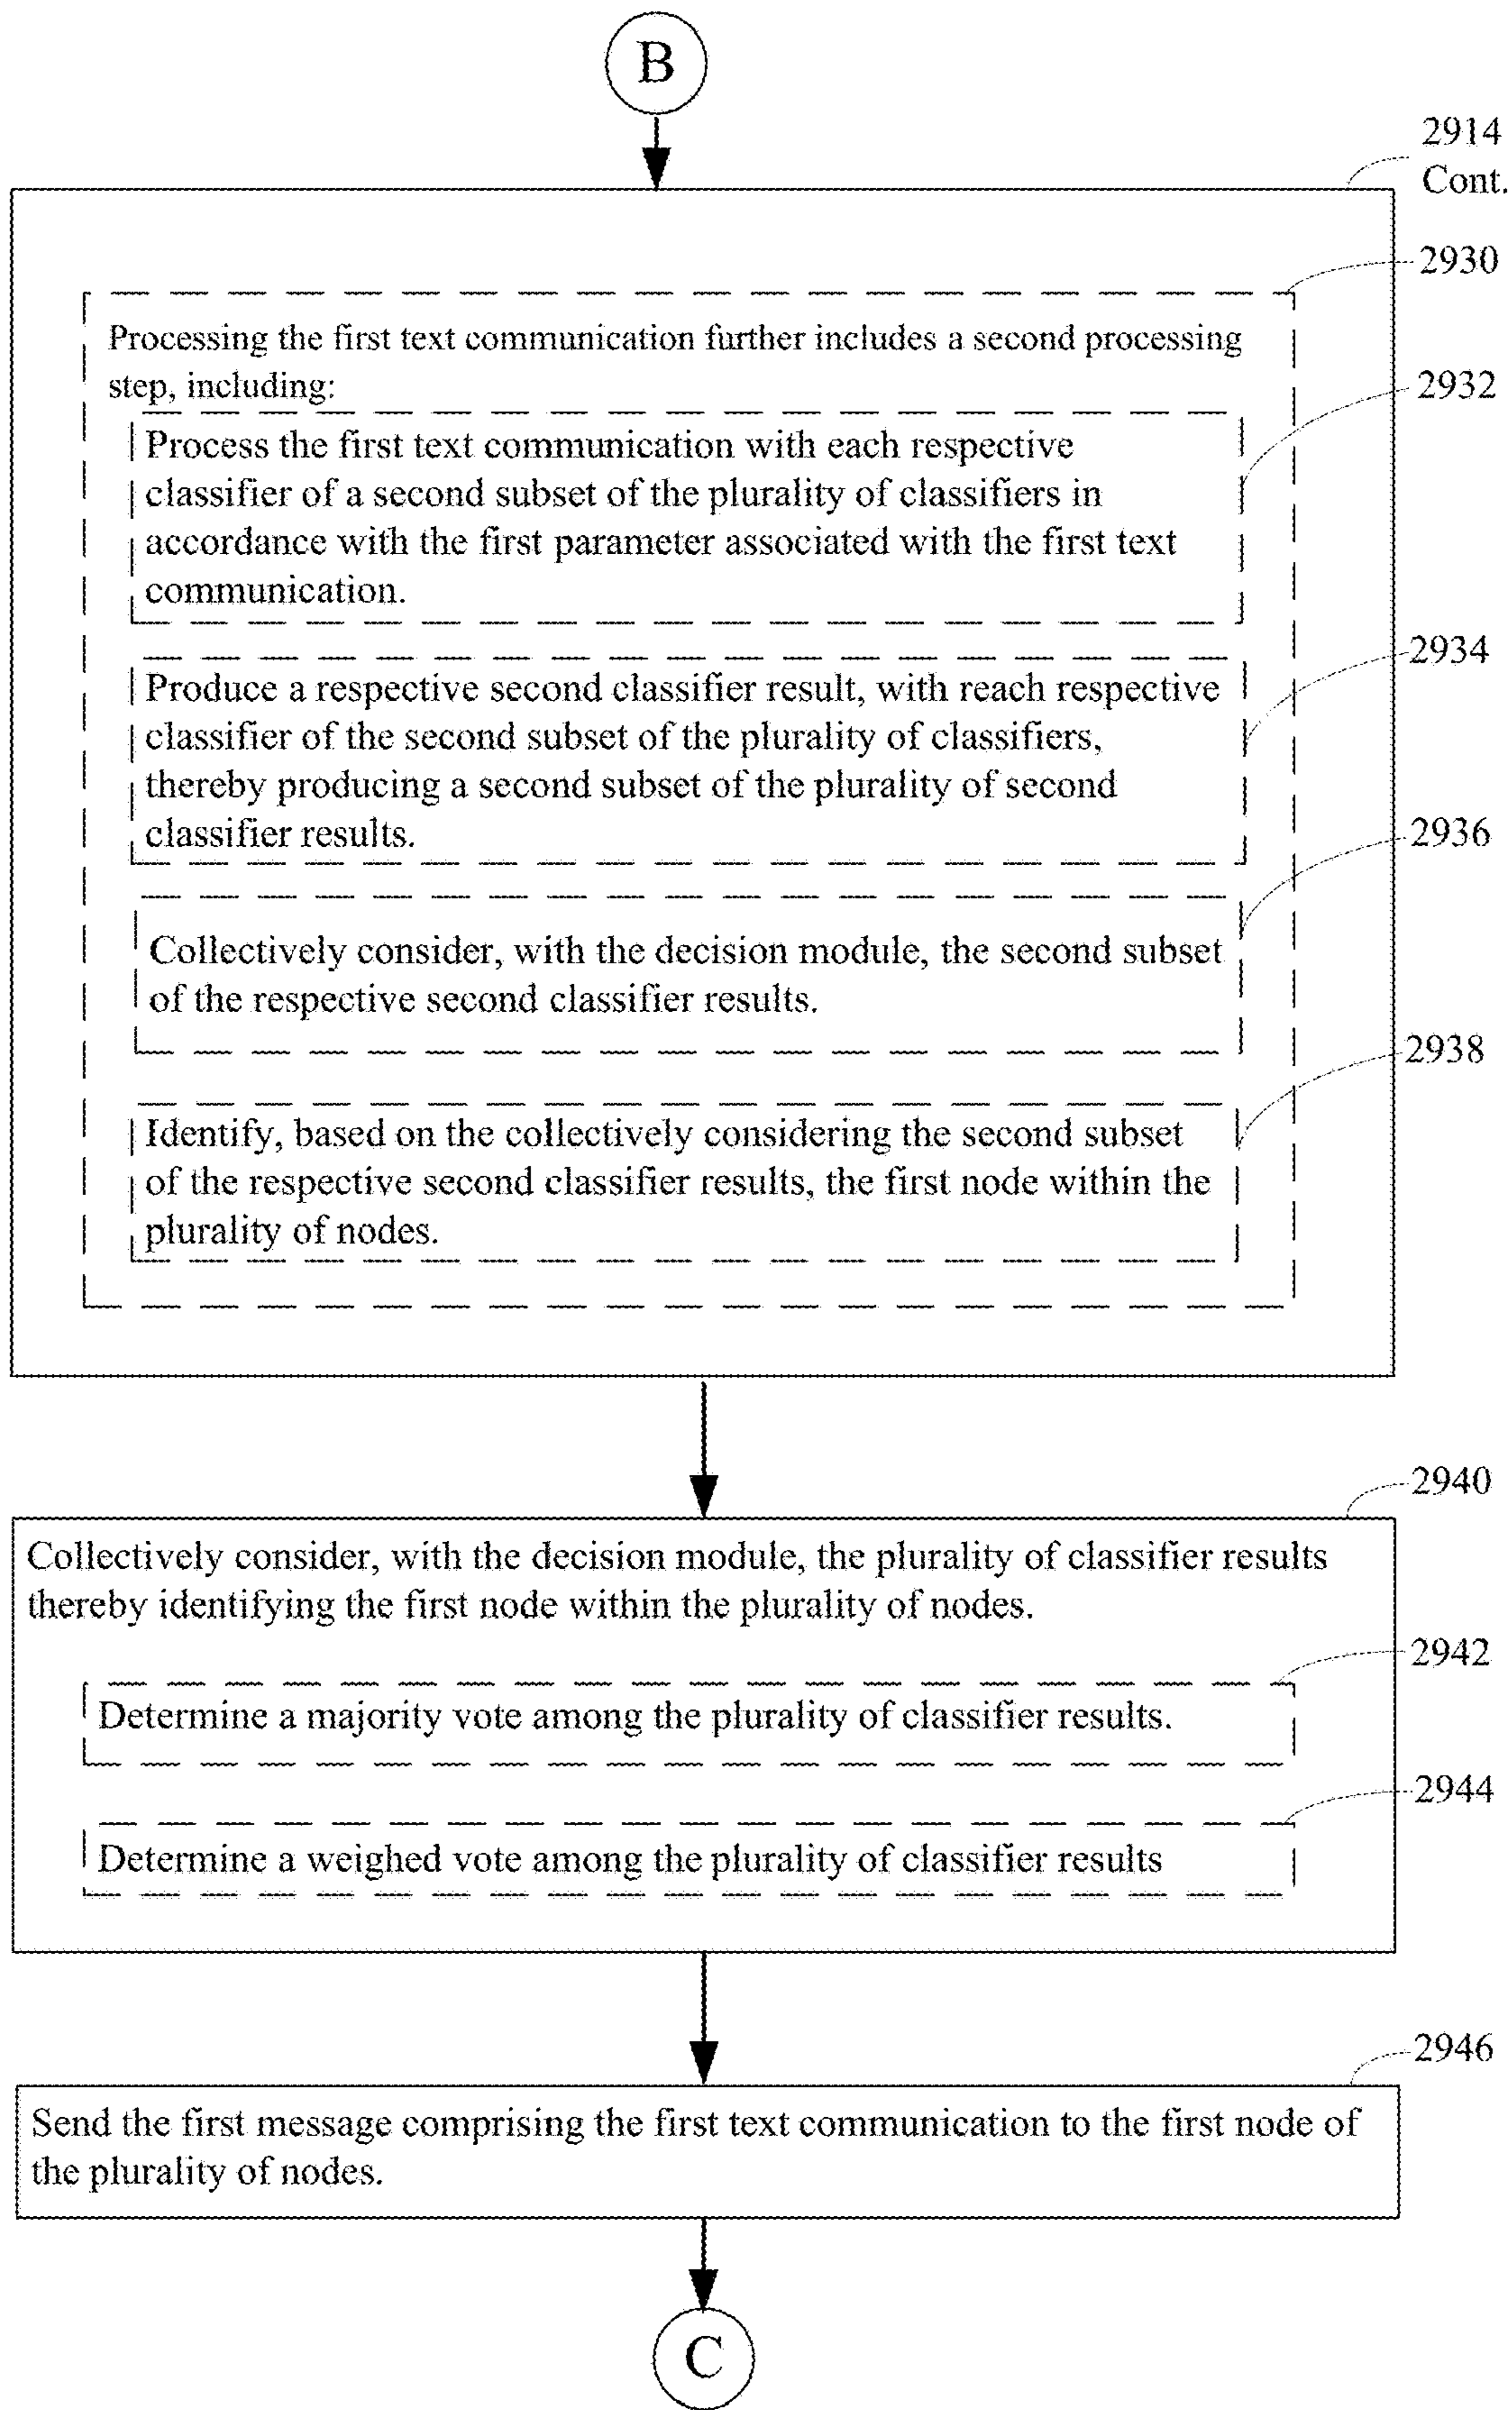 B
2914
Cont.
2930
Processing the first text communication further includes a second processing
step, including:
2932
Process the first text communication with each respective
classifier of a second subset of the plurality of classifiers in
accordance with the first parameter associated with the first text
communication.
2934
Produce a respective second classifier result, with reach respective
classifier of the second subset of the plurality of classifiers,
thereby producing a second subset of the plurality of second
classifier results.
2936
Collectively consider, with the decision module, the second subset
of the respective second classifier results.
2938
Identify, based on the collectively considering the second subset
of the respective second classifier results, the first node within the
plurality of nodes.
2940
Collectively consider, with the decision module, the plurality of classifier results
thereby identifying the first node within the plurality of nodes.
2942
Determine a majority vote among the plurality of classifier results.
2944
Determine a weighed vote among the plurality of classifier results
2946
Send the first message comprising the first text communication to the first node of
the plurality of nodes.
C